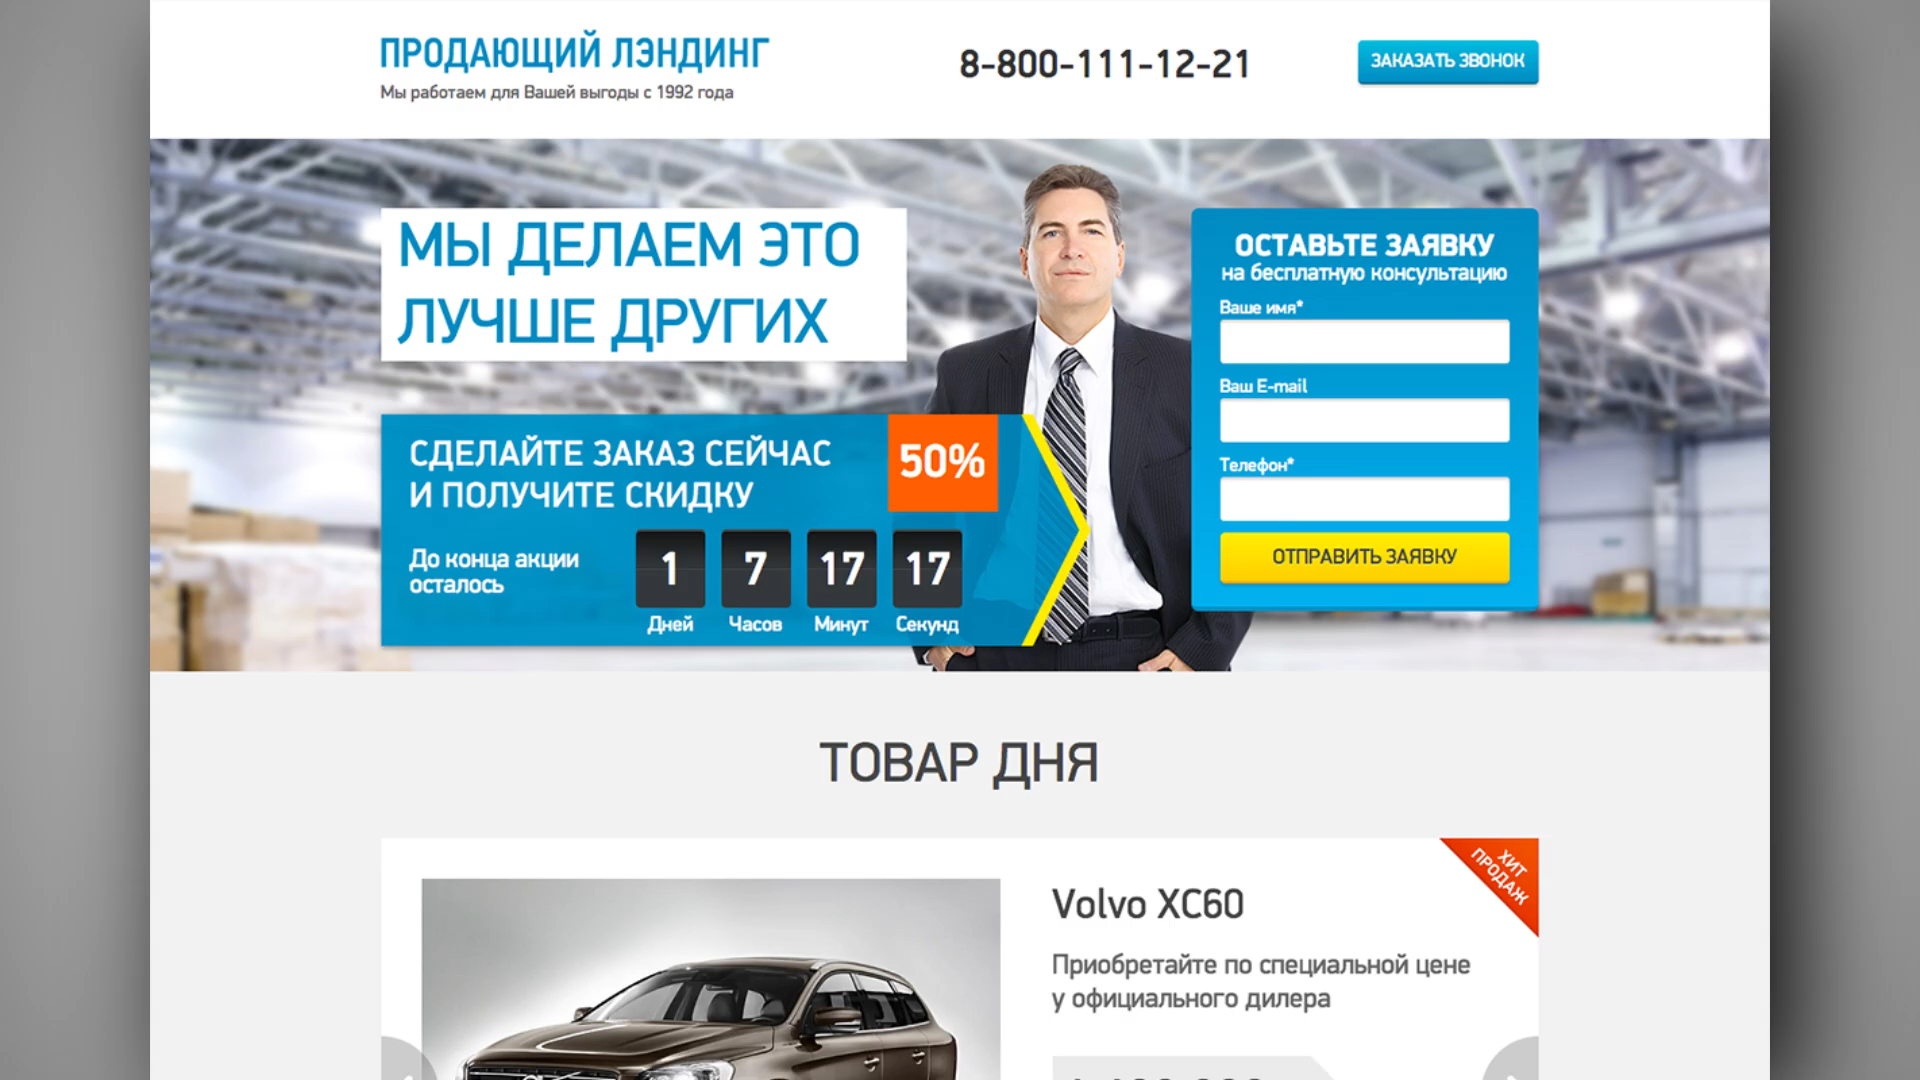 ПРОДАЮЩИЙ ЛЭНДИНГ
Мы работаем для Вашей выгоды с 1992 года
8-800-111-12-21
ЗАКАЗАТЬ ЗВОНОК
МЫ ДЕЛАЕМ ЭТО
ЛУЧШЕ ДРУГИХ
СДЕЛАЙТЕ ЗАКАЗ СЕЙЧАС
И ПОЛУЧИТЕ СКИДКУ
50%
До конца акции
осталось
1 7 17 17
Дней Часов Минут Секунд
ОСТАВЬТЕ ЗАЯВКУ
на бесплатную консультацию
Ваше имя*
Ваш E-mail
Телефон*
ОТПРАВИТЬ ЗАЯВКУ
ТОВАР ДНЯ
ХИТ
ПРОДАЖ
Volvo XC60
Приобретайте по специальной цене
у официального дилера